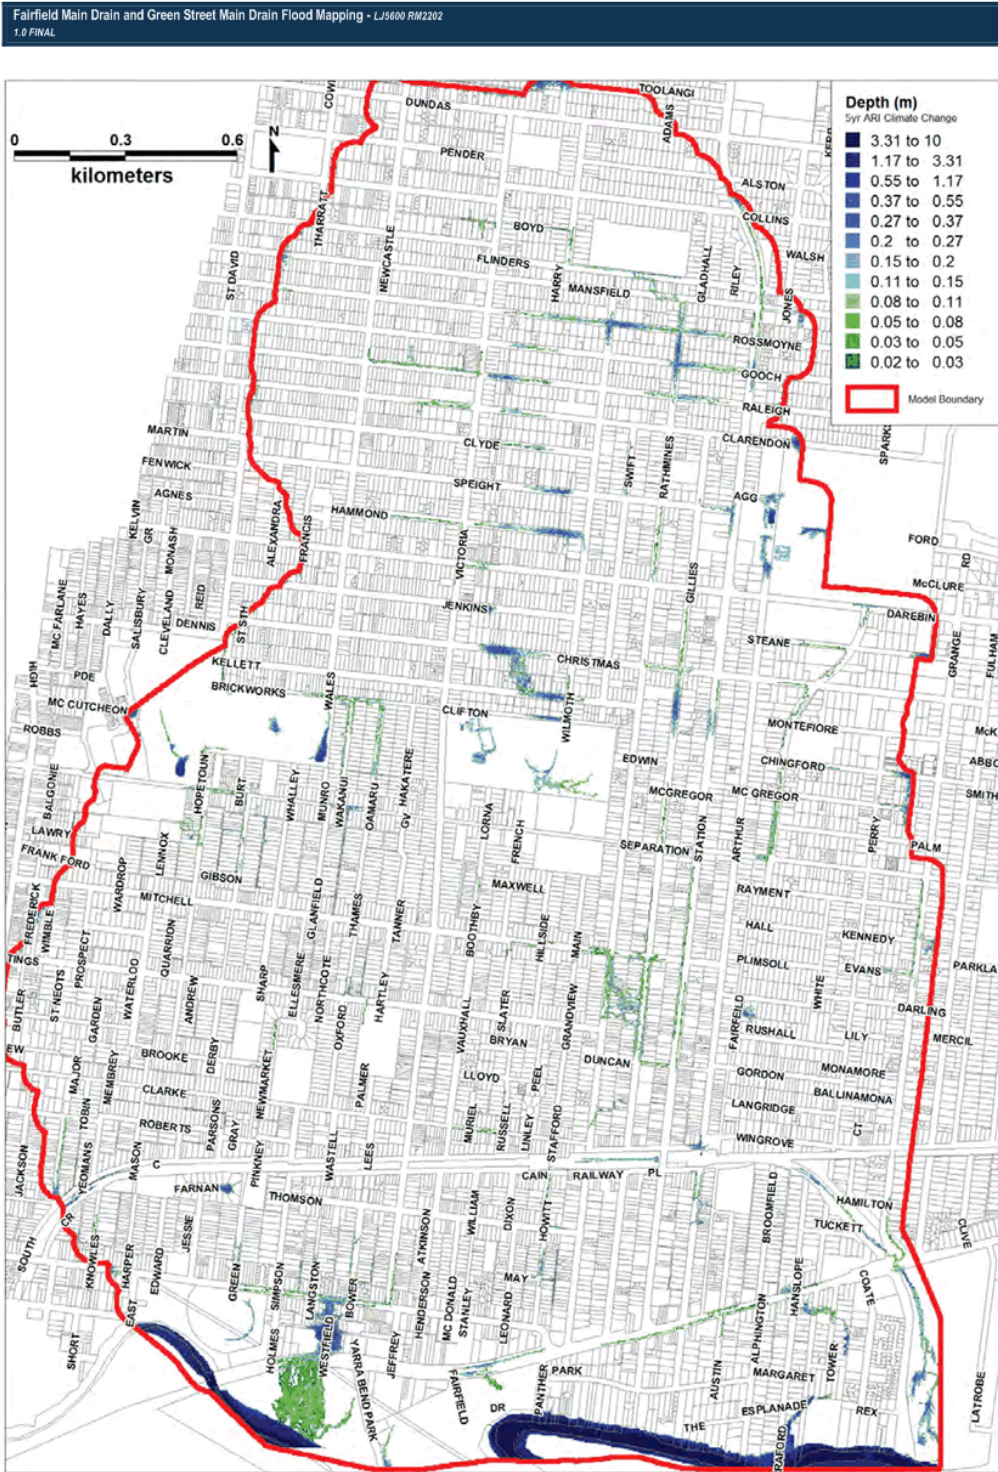 Fairfield Main Drain and Green Street Main Drain Flood Mapping - LJ5600 RM2202
1.0 FINAL
0 0.3 0.6
kilometers
N
Depth (m)
5yr ARI Climate Change
3.31 to 10
1.17 to 3.31
0.55 to 1.17
0.37 to 0.55
0.27 to 0.37
0.2 to 0.27
0.15 to 0.2
0.11 to 0.15
0.08 to 0.11
0.05 to 0.08
0.03 to 0.05
0.02 to 0.03
Model Boundary
TOOLANGI
DUNDAS
ADAMS
PENDER
ALSTON
THARRATT
COLLINS
BOYD
NEWCASTLE
WALSH
FLINDERS
ST DAVID
HARRY
GLADHALL
RILEY
MANSFIELD
JONES
ROSSMOYNE
GOOCH
RALEIGH
MARTIN
CLARENDON
CLYDE
FENWICK
SWIFT
RATHMINES
SPEIGHT
AGNES
AGG
KELVIN
GR
MONASH
ALEXANDRA
FRANCIS
HAMMOND
FORD
RD
VICTORIA
McCLURE
GILLIES
MC FARLANE
HAYES
DALLY
SALISBURY
CLEVELAND
REID
DENNIS
ST STH
JENKINS
DAREBIN
STEANE
GRANGE
FULHAM
HIGH
PDE
KELLETT
CHRISTMAS
BRICKWORKS
WALES
MC CUTCHEON
CLIFTON
WILMOTH
MONTEFIORE
ROBBS
EDWIN
CHINGFORD
BALGONIE
HOPETOUN
BURT
WHALLEY
MUNRO
WAKANUI
OAMARU
GV
HAKATERE
MCGREGOR
MC GREGOR
SMITH
LORNA
FRENCH
LAWRY
LENNOX
STATION
ARTHUR
PERRY
PALM
FRANK FORD
SEPARATION
WARDROP
GIBSON
MAXWELL
RAYMENT
MITCHELL
FREDERICK
WIMBLE
GLANFIELD
THAMES
TANNER
BOOTHBY
HILLSIDE
MAIN
HALL
KENNEDY
TINGS
PROSPECT
QUARRION
PLIMSOLL
EVANS
PARKLA
BUTLER
ST NEOTS
GARDEN
WATERLOO
ANDREW
SHARP
ELLESMERE
NORTHCOTE
OXFORD
HARTLEY
VAUXHALL
SLATER
GRANDVIEW
WHITE
DARLING
FAIRFIELD
RUSHALL
LILY
MERCIL
EW
BRYAN
BROOKE
DERBY
DUNCAN
MAJOR
MEMBREY
NEWMARKET
PALMER
LLOYD
PEEL
GORDON
MONAMORE
CLARKE
BALLINAMONA
TOBIN
LANGRIDGE
ROBERTS
PARSONS
GRAY
MURIEL
RUSSELL
LINLEY
STAFFORD
CT
WINGROVE
JACKSON
YEOMANS
MASON
C
PINKNEY
WASTELL
LEES
CAIN
RAILWAY
PL
FARNAN
THOMSON
HAMILTON
CR
JESSIE
WILLIAM
DIXON
HOWITT
BROOMFIELD
TUCKETT
CLIVE
SOUTH
KNOWLES
HARPER
EDWARD
ATKINSON
GREEN
SIMPSON
LANGSTON
BOWER
HENDERSON
MC DONALD
STANLEY
LEONARD
MAY
HANSLOPE
COATE
EAST
SHORT
HOLMES
WESTFIELD
YARRA BEND PARK
JEFFREY
FAIRFIELD
PANTHER
PARK
ALPHINGTON
AUSTIN
MARGARET
TOWER
LATROBE
DR
THE
ESPLANADE
REX